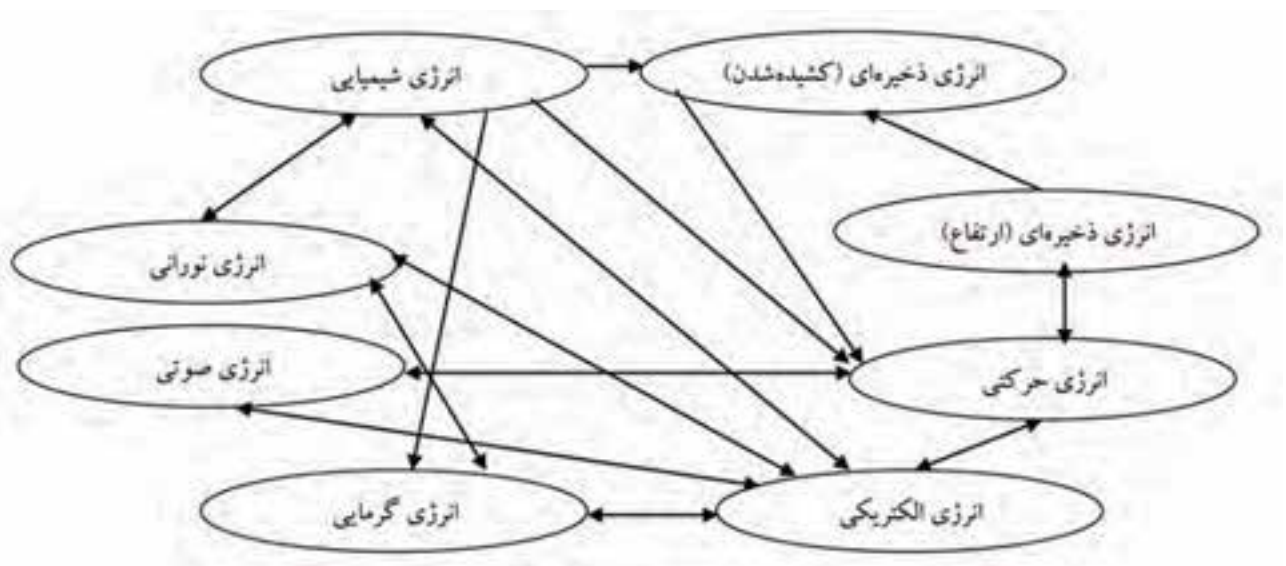 انرژی ذخیره‌ای (کشیده‌شدن)
انرژی شیمیایی
انرژی ذخیره‌ای (ارتفاع)
انرژی نورانی
انرژی صوتی
انرژی حرکتی
انرژی الکتریکی
انرژی گرمایی